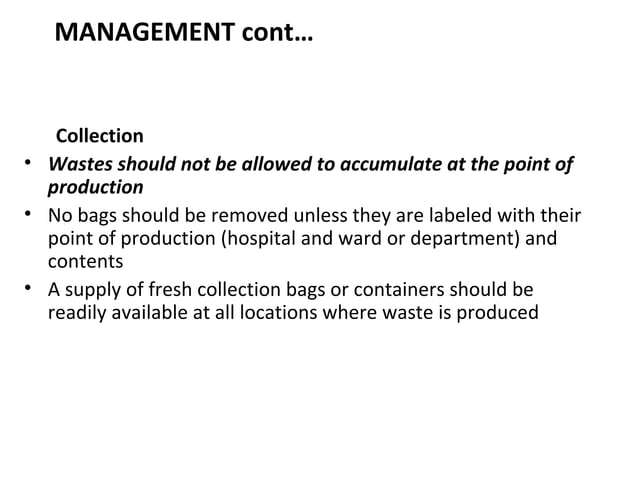 MANAGEMENT cont…
Collection
• Wastes should not be allowed to accumulate at the point of
production
• No bags should be removed unless they are labeled with their
point of production (hospital and ward or department) and
contents
• A supply of fresh collection bags or containers should be
readily available at all locations where waste is produced